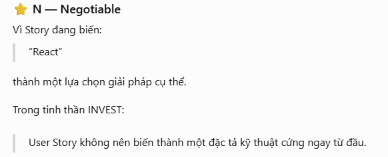 ⭐ N — Negotiable
Vì Story đang biến:
“React”
thành một lựa chọn giải pháp cụ thể.
Trong tinh thần INVEST:
User Story không nên biến thành một đặc tả kỹ thuật cứng ngay từ đầu.